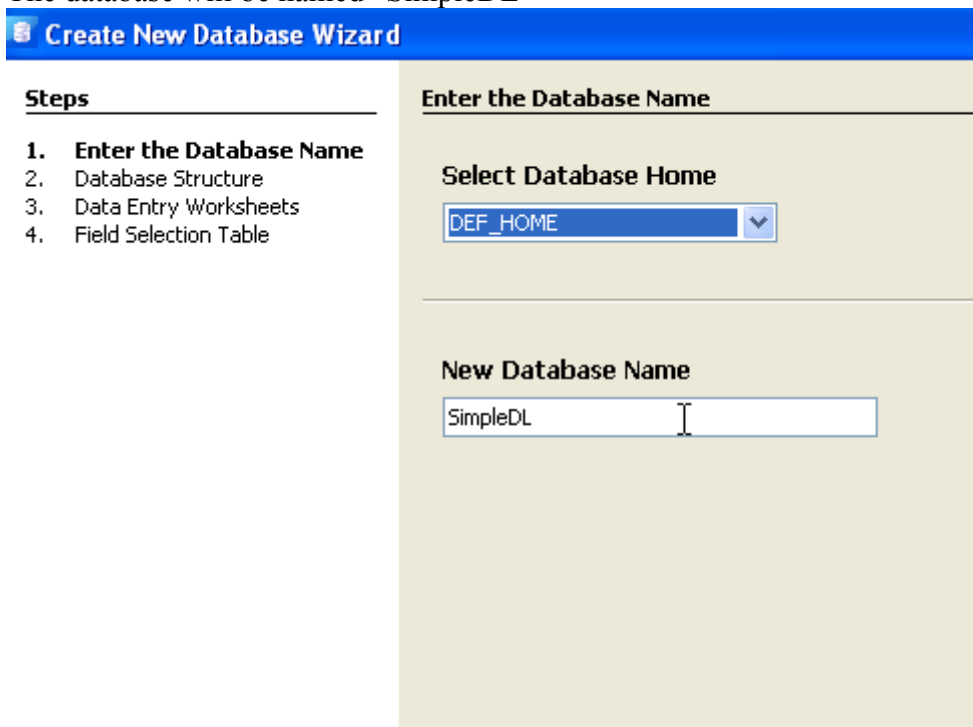 The database will be named "SimpleDL"
Create New Database Wizard
Steps
1. Enter the Database Name
2. Database Structure
3. Data Entry Worksheets
4. Field Selection Table
Enter the Database Name
Select Database Home
DEF_HOME
New Database Name
SimpleDL